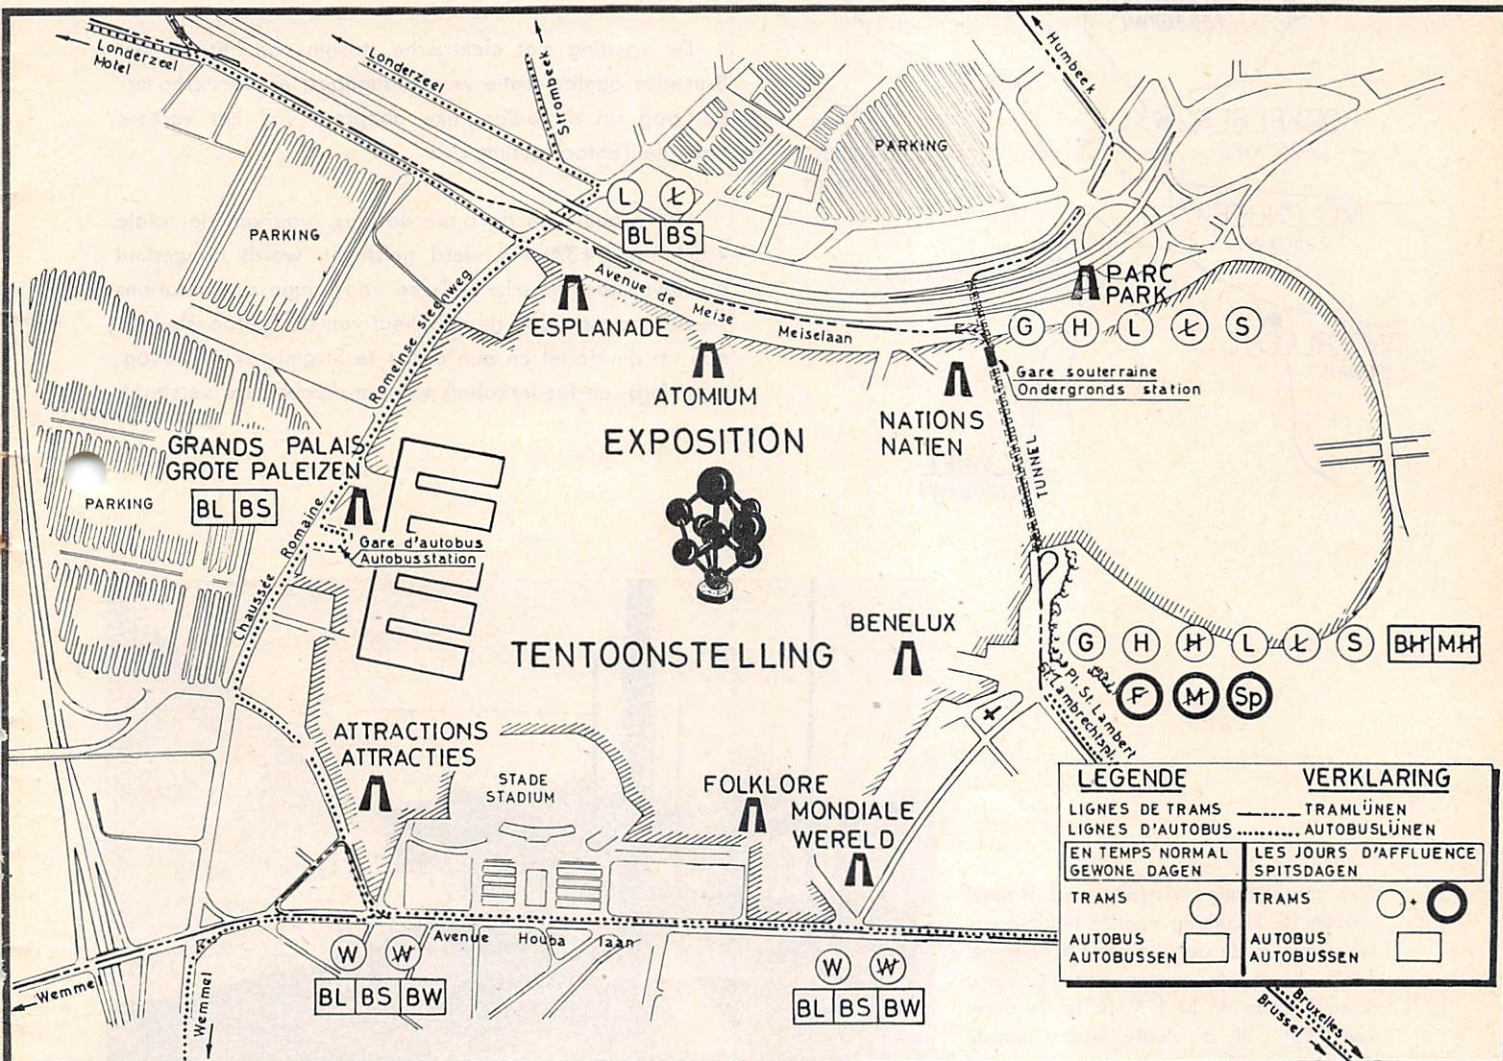 Londerzeel
Motel
Londerzeel
Strombeek
Humbeek
PARKING
PARKING
L Ł
BL BS
PARC
PARK
G H L Ł S
Romeinse Steenweg
ESPLANADE
Avenue de Meise
Meiselaan
ATOMIUM
Gare souterraine
Ondergronds station
NATIONS
NATIEN
TUNNEL
GRANDS PALAIS
GROTE PALEIZEN
BL BS
PARKING
EXPOSITION
Gare d'autobus
Autobusstation
Chaussée Romaine
TENTOONSTELLING
BENELUX
G H H L Ł S BH MH
F M Sp
Pl. St. Lambert
St. Lambrechtspl.
ATTRACTIONS
ATTRACTIES
STADE
STADIUM
FOLKLORE
MONDIALE
WERELD
W W
BL BS BW
Avenue Houba laan
W W
BL BS BW
Wemmel
Wemmel
LEGENDE VERKLARING
LIGNES DE TRAMS TRAMLIJNEN
LIGNES D'AUTOBUS AUTOBUSLIJNEN
EN TEMPS NORMAL LES JOURS D'AFFLUENCE
GEWONE DAGEN SPITSDAGEN
TRAMS TRAMS +
AUTOBUS AUTOBUS
AUTOBUSSEN AUTOBUSSEN
Bruxelles
Brussel